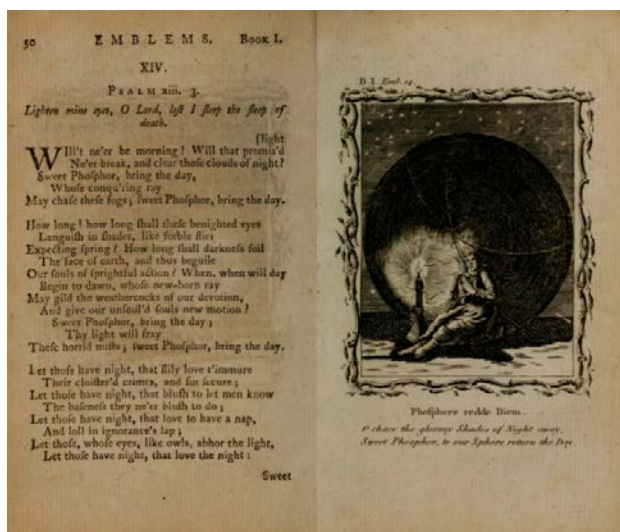 50 EMBLEMS. BOOK I.
XIV.
PSALM xiii. 3.
Lighten mine eyes, O Lord, lest I sleep the sleep of
death.
[light
WIll't ne'er be morning? Will that promis'd
Ne'er break, and clear those clouds of night?
Sweet Phosphor, bring the day,
Whose conqu'ring ray
May chase these fogs; sweet Phosphor, bring the day.
How long! how long shall these benighted eyes
Languish in shades, like feeble flies
Expecting spring? How long shall darkness soil
The face of earth, and thus beguile
Our souls of sprightful action? When, when will day
Begin to dawn, whose new-born ray
May gild the weathercocks of our devotion,
And give our unsoul'd souls new motion?
Sweet Phosphor, bring the day;
Thy light will fray
These horrid mists; sweet Phosphor, bring the day.
Let those have night, that slily love t'immure
Their cloister'd crimes, and sin secure;
Let those have night, that blush to let men know
The baseness they ne'er blush to do;
Let those have night, that love to have a nap,
And loll in ignorance's lap;
Let those, whose eyes, like owls, abhor the light,
Let those have night, that love the night:
Sweet
B I. Emb. 14.
Phosphere redde Diem.
chace the gloomy Shades of Night away,
Sweet Phospher, to our Sphere return the Day.